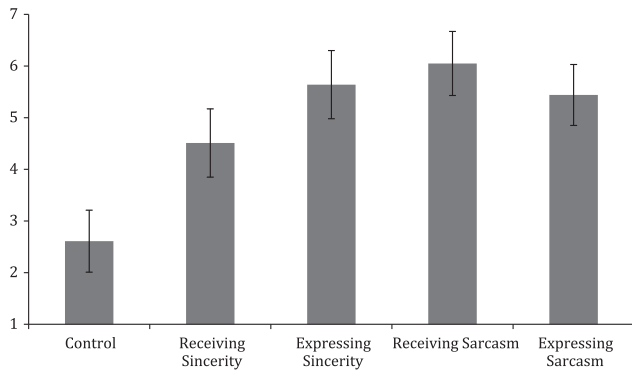 7
6
5
4
3
2
1
Control
Receiving
Sincerity
Expressing
Sincerity
Receiving Sarcasm
Expressing
Sarcasm